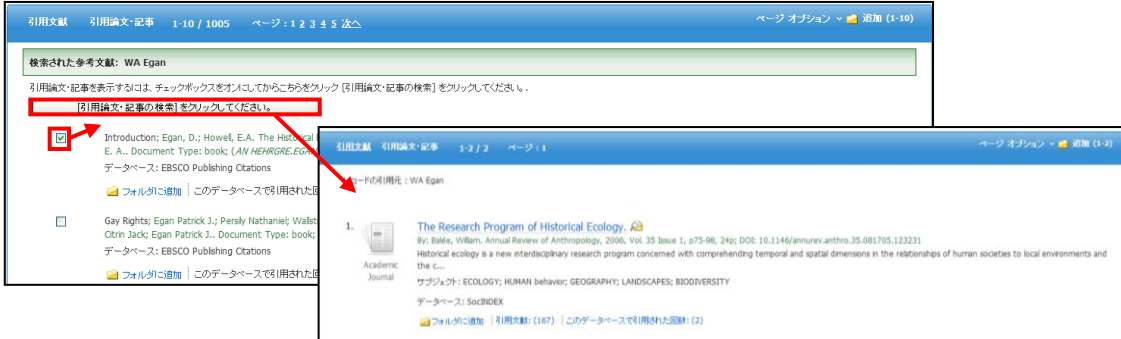 引用文献 引用論文・記事 1-10 / 1005 ページ：1 2 3 4 5 次へ ページ オプション 追加 (1-10)
検索された参考文献: WA Egan
引用論文・記事を表示するには、チェックボックスをオンにしてからこちらをクリック [引用論文・記事の検索] をクリックしてください。.
[引用論文・記事の検索] をクリックしてください。
Introduction; Egan, D.; Howell, E.A. The Historical
E. A.. Document Type: book; (AN HEHRGRE.EGAN
データベース: EBSCO Publishing Citations
フォルダに追加 このデータベースで引用された回
Gay Rights; Egan Patrick J.; Persily Nathaniel; Wallst
Citrin Jack; Egan Patrick J.. Document Type: book;
データベース: EBSCO Publishing Citations
フォルダに追加 このデータベースで引用された回
引用文献 引用論文・記事 1-2 / 2 ページ：1 ページ オプション 追加 (1-2)
コードの引用元：WA Egan
1.
The Research Program of Historical Ecology.
By: Balée, William. Annual Review of Anthropology, 2006, Vol. 35 Issue 1, p75-98, 24p; DOI: 10.1146/annurev.anthro.35.081705.123231
Historical ecology is a new interdisciplinary research program concerned with comprehending temporal and spatial dimensions in the relationships of human societies to local environments and
the c...
Academic
Journal
サブジェクト: ECOLOGY; HUMAN behavior; GEOGRAPHY; LANDSCAPES; BIODIVERSITY
データベース: SocINDEX
フォルダに追加 引用文献: (167) このデータベースで引用された回数: (2)